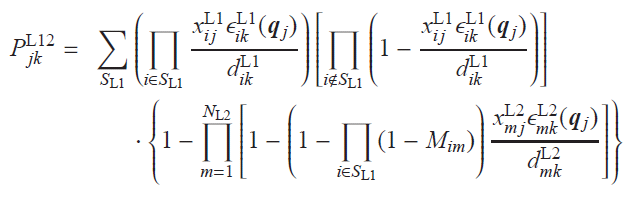 P_{jk}^{L12} = \sum_{S_{L1}} \left( \prod_{i \in S_{L1}} \frac{x_{ij}^{L1} \epsilon_{ik}^{L1}(\boldsymbol{q}_j)}{d_{ik}^{L1}} \right) \left[ \prod_{i \notin S_{L1}} \left( 1 - \frac{x_{ij}^{L1} \epsilon_{ik}^{L1}(\boldsymbol{q}_j)}{d_{ik}^{L1}} \right) \right]
\cdot \left\{ 1 - \prod_{m=1}^{N_{L2}} \left[ 1 - \left( 1 - \prod_{i \in S_{L1}} (1 - M_{im}) \right) \frac{x_{mj}^{L2} \epsilon_{mk}^{L2}(\boldsymbol{q}_j)}{d_{mk}^{L2}} \right] \right\}